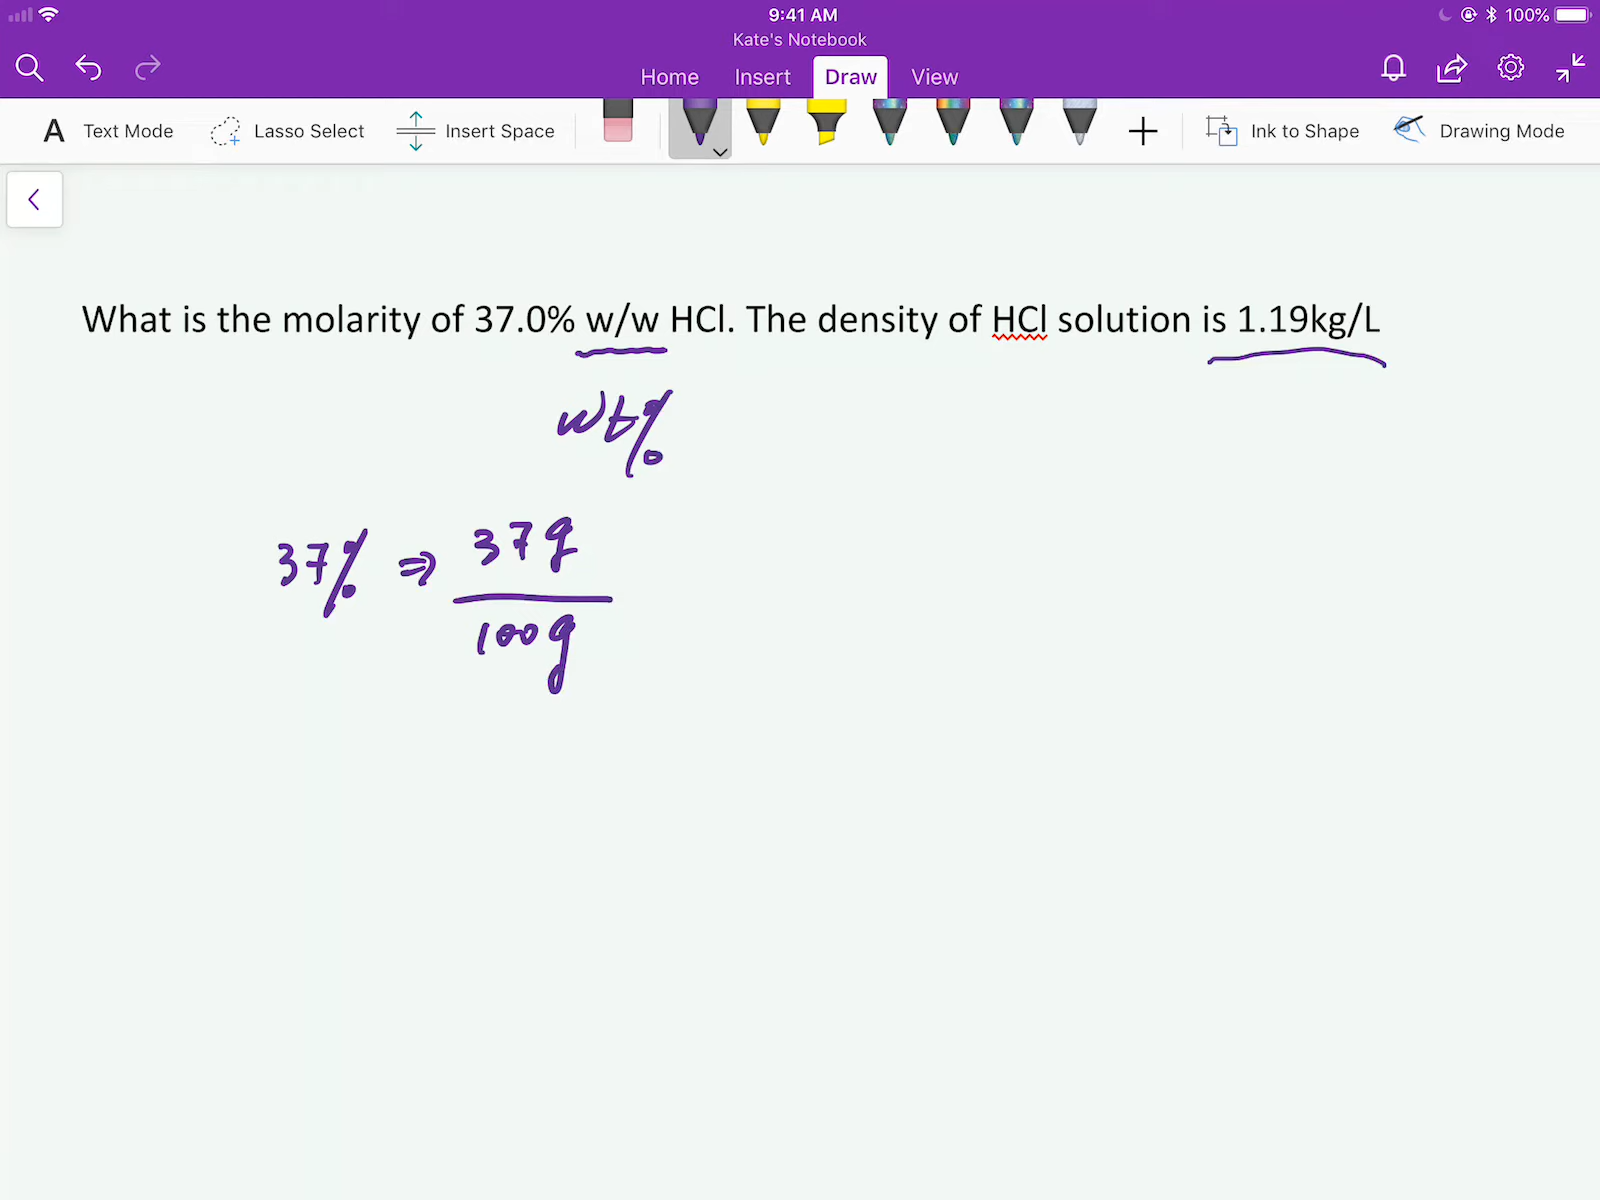 9:41 AM
100%
Kate's Notebook
Home Insert Draw View
A Text Mode Lasso Select Insert Space Ink to Shape Drawing Mode
What is the molarity of 37.0% w/w HCl. The density of HCl solution is 1.19kg/L
wt%
37% ⇒ 37g
100g